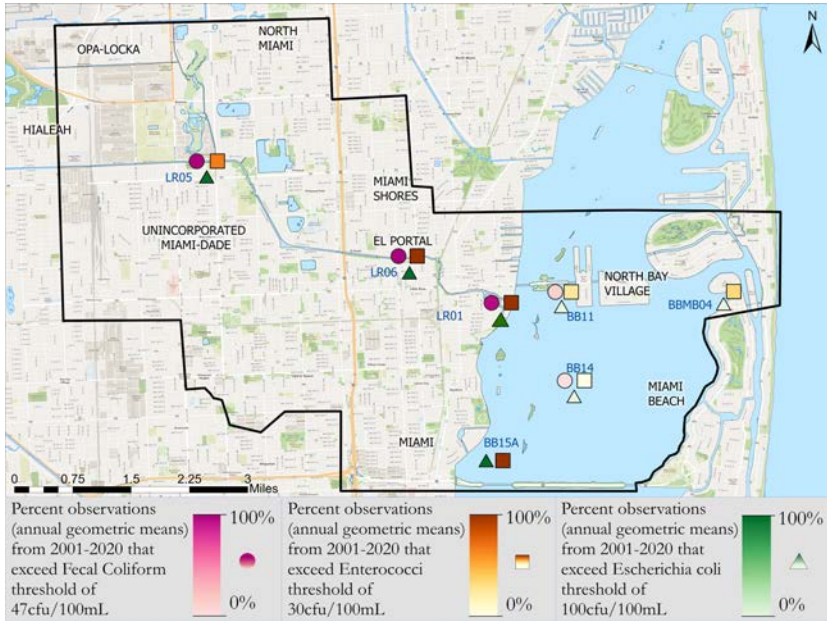 N
NORTH
MIAMI
OPA-LOCKA
HIALEAH
LR05
MIAMI
SHORES
UNINCORPORATED
MIAMI-DADE
EL PORTAL
LR06
NORTH BAY
VILLAGE
LR01
BB11
BBMB04
BB14
MIAMI
BEACH
MIAMI
BB15A
0 0.75 1.5 2.25 3
Miles
Percent observations
(annual geometric means)
from 2001-2020 that
exceed Fecal Coliform
threshold of
47cfu/100mL
100%
0%
Percent observations
(annual geometric means)
from 2001-2020 that
exceed Enterococci
threshold of
30cfu/100mL
100%
0%
Percent observations
(annual geometric means)
from 2001-2020 that
exceed Escherichia coli
threshold of
100cfu/100mL
100%
0%